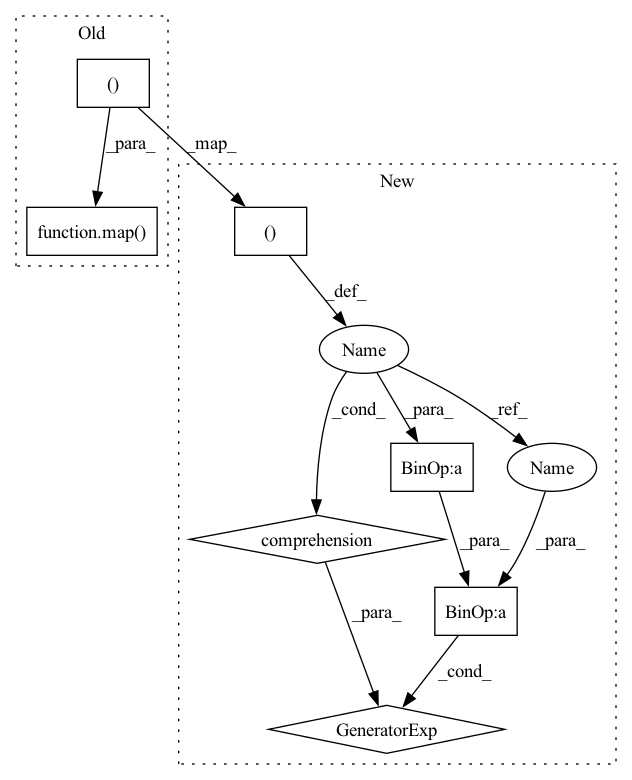 Old
()
_para_
_map_
New
function.map()
()
_def_
Name
_cond_
_para_
_ref_
BinOp:a
Name
comprehension
_para_
_para_
_para_
BinOp:a
_cond_
GeneratorExp